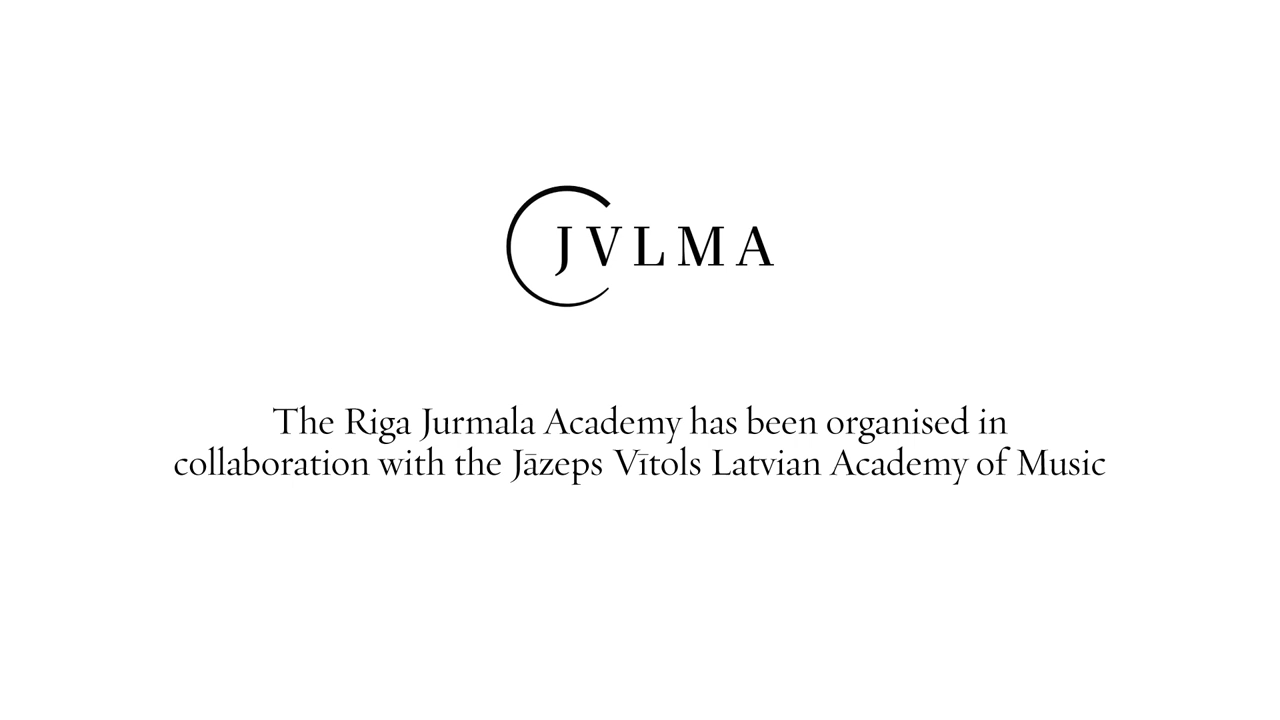 JVLMA
The Riga Jurmala Academy has been organised in
collaboration with the Jāzeps Vītols Latvian Academy of Music